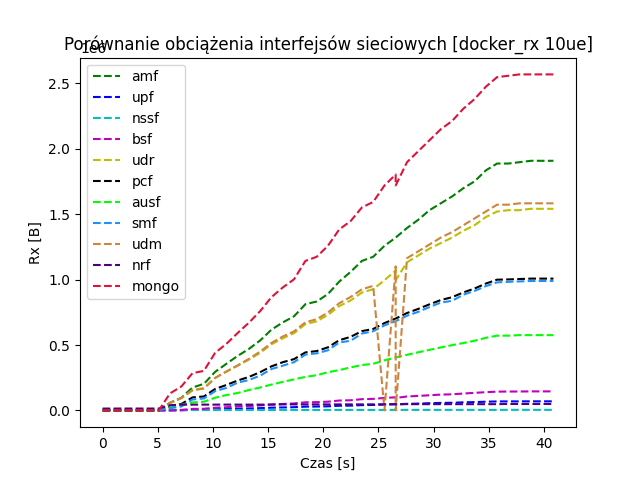 Porównanie obciążenia interfejsów sieciowych [docker_rx 10ue]
1e6
amf
upf
nssf
bsf
udr
pcf
ausf
smf
udm
nrf
mongo
2.5
2.0
1.5
1.0
0.5
0.0
Rx [B]
0 5 10 15 20 25 30 35 40
Czas [s]